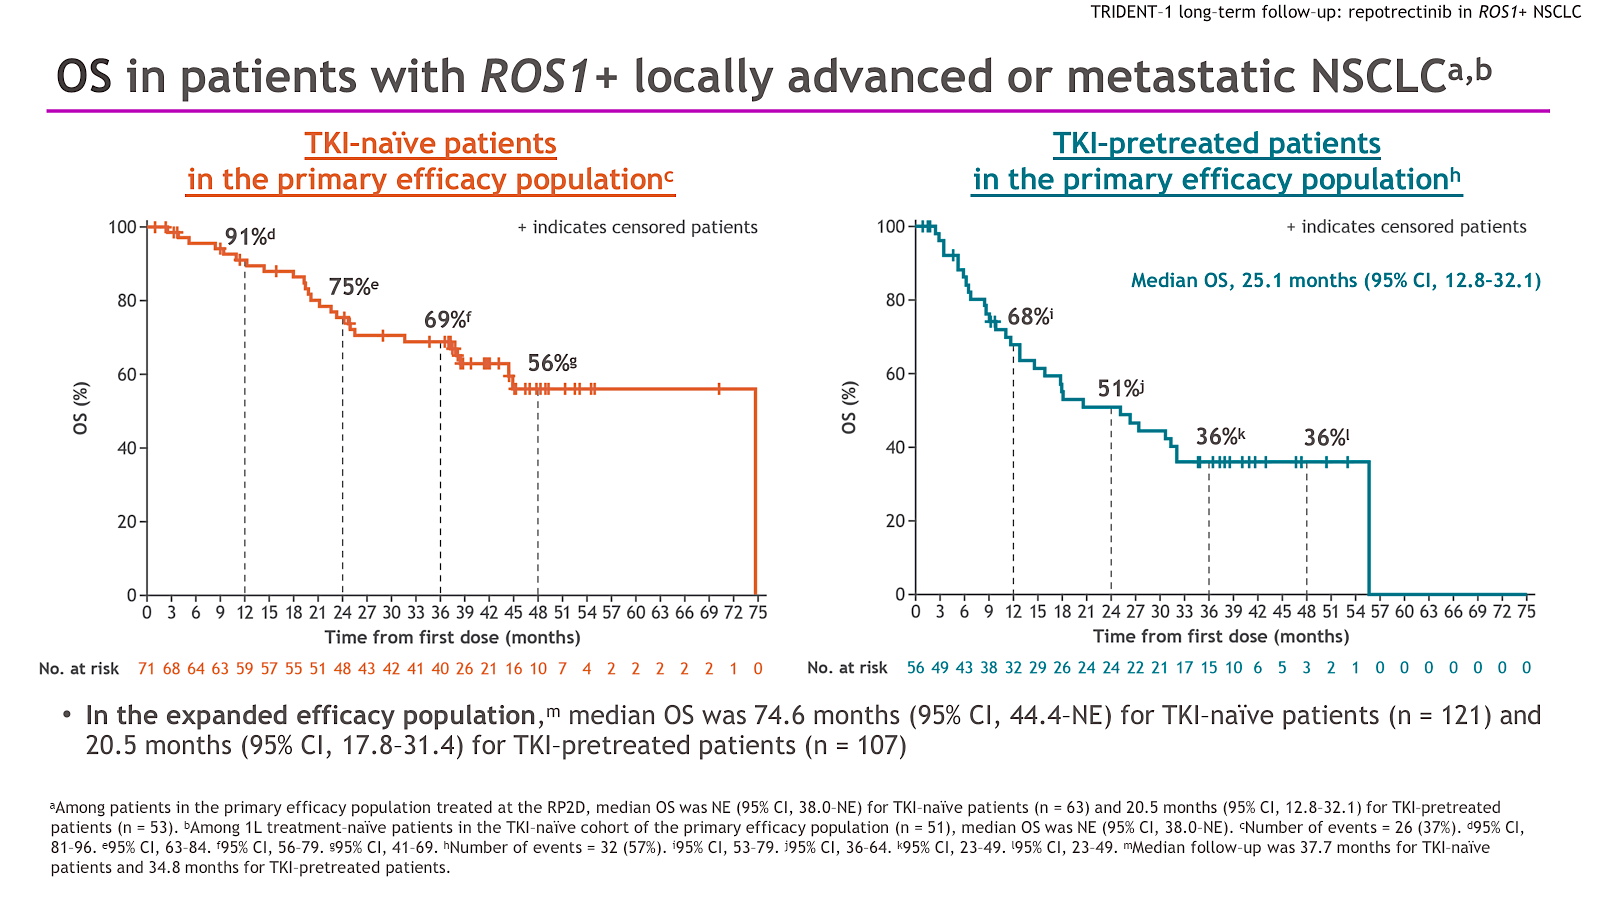 TRIDENT-1 long-term follow-up: repotrectinib in ROS1+ NSCLC
OS in patients with ROS1+ locally advanced or metastatic NSCLCa,b
TKI-naïve patients
in the primary efficacy populationc
100
80
60
40
20
0
OS (%)
+ indicates censored patients
91%d
75%e
69%f
56%g
0 3 6 9 12 15 18 21 24 27 30 33 36 39 42 45 48 51 54 57 60 63 66 69 72 75
Time from first dose (months)
No. at risk 71 68 64 63 59 57 55 51 48 43 42 41 40 26 21 16 10 7 4 2 2 2 2 2 1 0
TKI-pretreated patients
in the primary efficacy populationh
100
80
60
40
20
0
OS (%)
+ indicates censored patients
Median OS, 25.1 months (95% CI, 12.8–32.1)
68%i
51%j
36%k
36%l
0 3 6 9 12 15 18 21 24 27 30 33 36 39 42 45 48 51 54 57 60 63 66 69 72 75
Time from first dose (months)
No. at risk 56 49 43 38 32 29 26 24 24 22 21 17 15 10 6 5 3 2 1 0 0 0 0 0 0 0
• In the expanded efficacy population,m median OS was 74.6 months (95% CI, 44.4–NE) for TKI-naïve patients (n = 121) and
20.5 months (95% CI, 17.8–31.4) for TKI-pretreated patients (n = 107)
aAmong patients in the primary efficacy population treated at the RP2D, median OS was NE (95% CI, 38.0–NE) for TKI-naïve patients (n = 63) and 20.5 months (95% CI, 12.8–32.1) for TKI-pretreated
patients (n = 53). bAmong 1L treatment-naïve patients in the TKI-naïve cohort of the primary efficacy population (n = 51), median OS was NE (95% CI, 38.0–NE). cNumber of events = 26 (37%). d95% CI,
81–96. e95% CI, 63–84. f95% CI, 56–79. g95% CI, 41–69. hNumber of events = 32 (57%). i95% CI, 53–79. j95% CI, 36–64. k95% CI, 23–49. l95% CI, 23–49. mMedian follow-up was 37.7 months for TKI-naïve
patients and 34.8 months for TKI-pretreated patients.